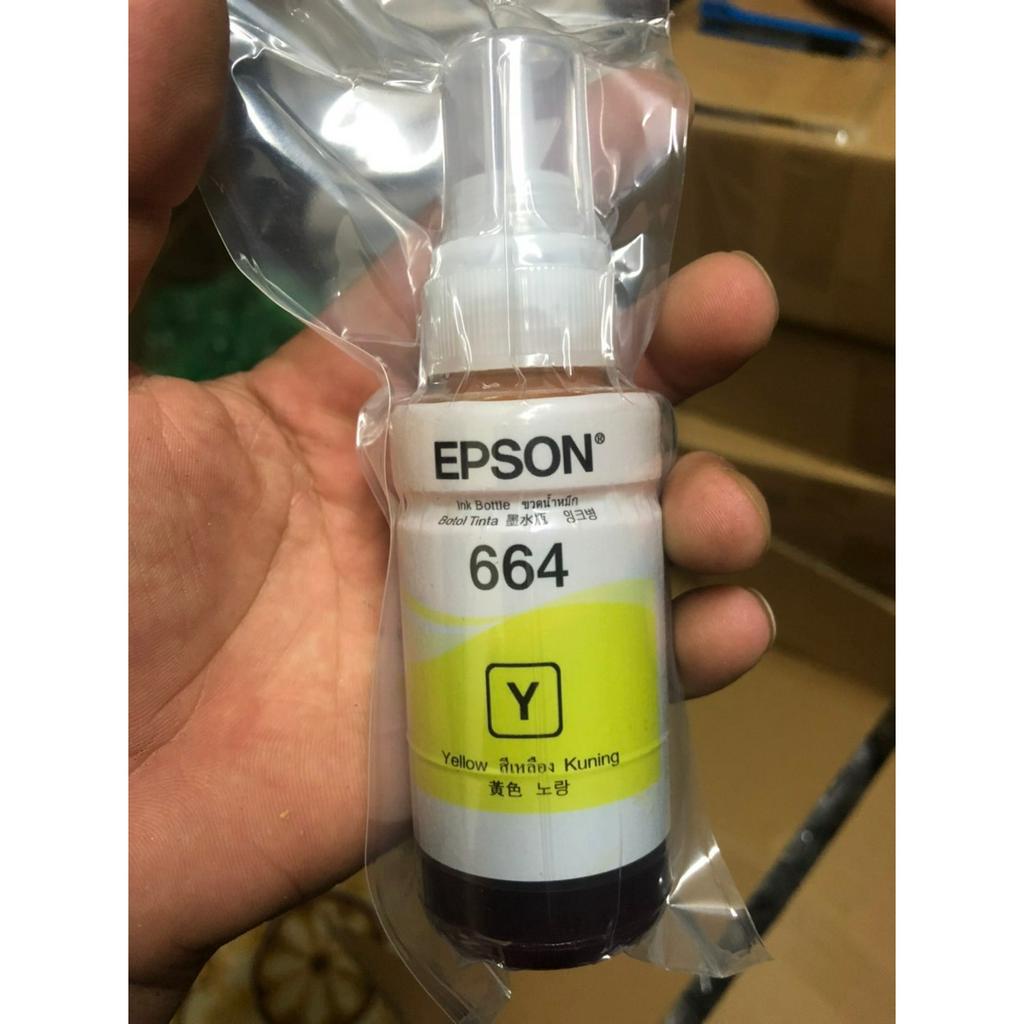 EPSON®
Ink Bottle ขวดน้ำหมึก
Botol Tinta 墨水瓶 잉크병
664
Y
Yellow สีเหลือง Kuning
黃色 노랑